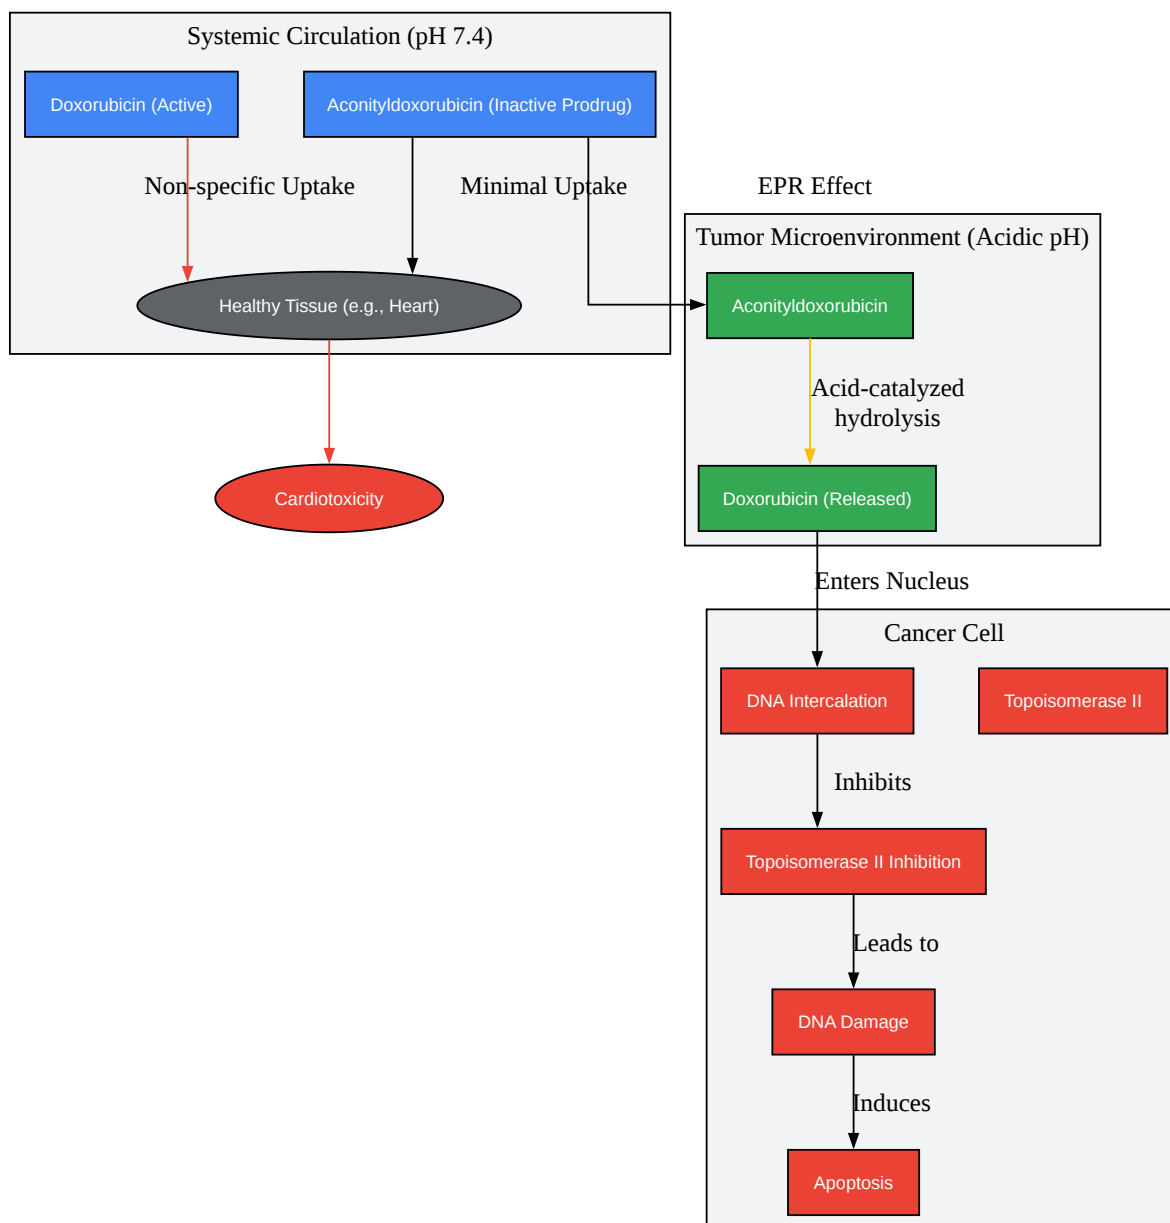 Systemic Circulation (pH 7.4)
Doxorubicin (Active)
Aconityldoxorubicin (Inactive Prodrug)
Non-specific Uptake
Minimal Uptake
EPR Effect
Tumor Microenvironment (Acidic pH)
Healthy Tissue (e.g., Heart)
Aconityldoxorubicin
Acid-catalyzed
hydrolysis
Cardiotoxicity
Doxorubicin (Released)
Enters Nucleus
Cancer Cell
DNA Intercalation
Topoisomerase II
Inhibits
Topoisomerase II Inhibition
Leads to
DNA Damage
Induces
Apoptosis